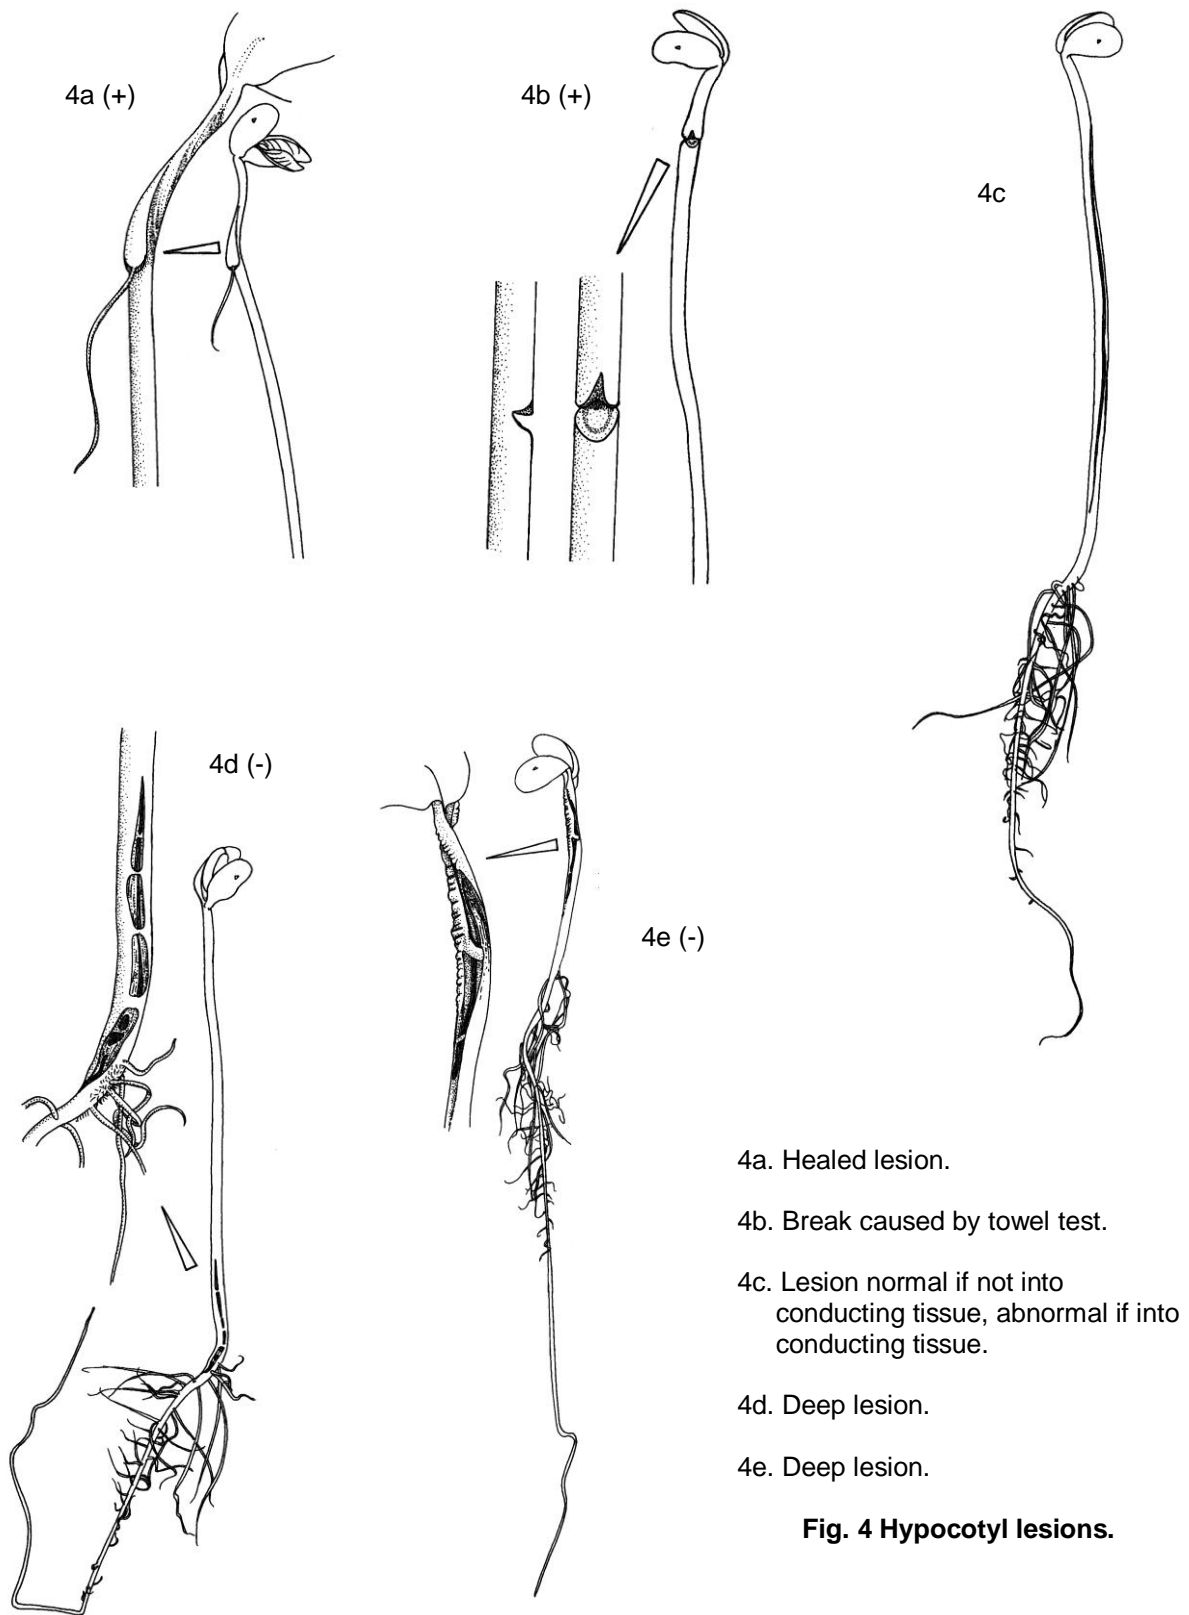 4a (+)
4b (+)
4c
4d (-)
4e (-)
4a. Healed lesion.
4b. Break caused by towel test.
4c. Lesion normal if not into
conducting tissue, abnormal if into
conducting tissue.
4d. Deep lesion.
4e. Deep lesion.
Fig. 4 Hypocotyl lesions.